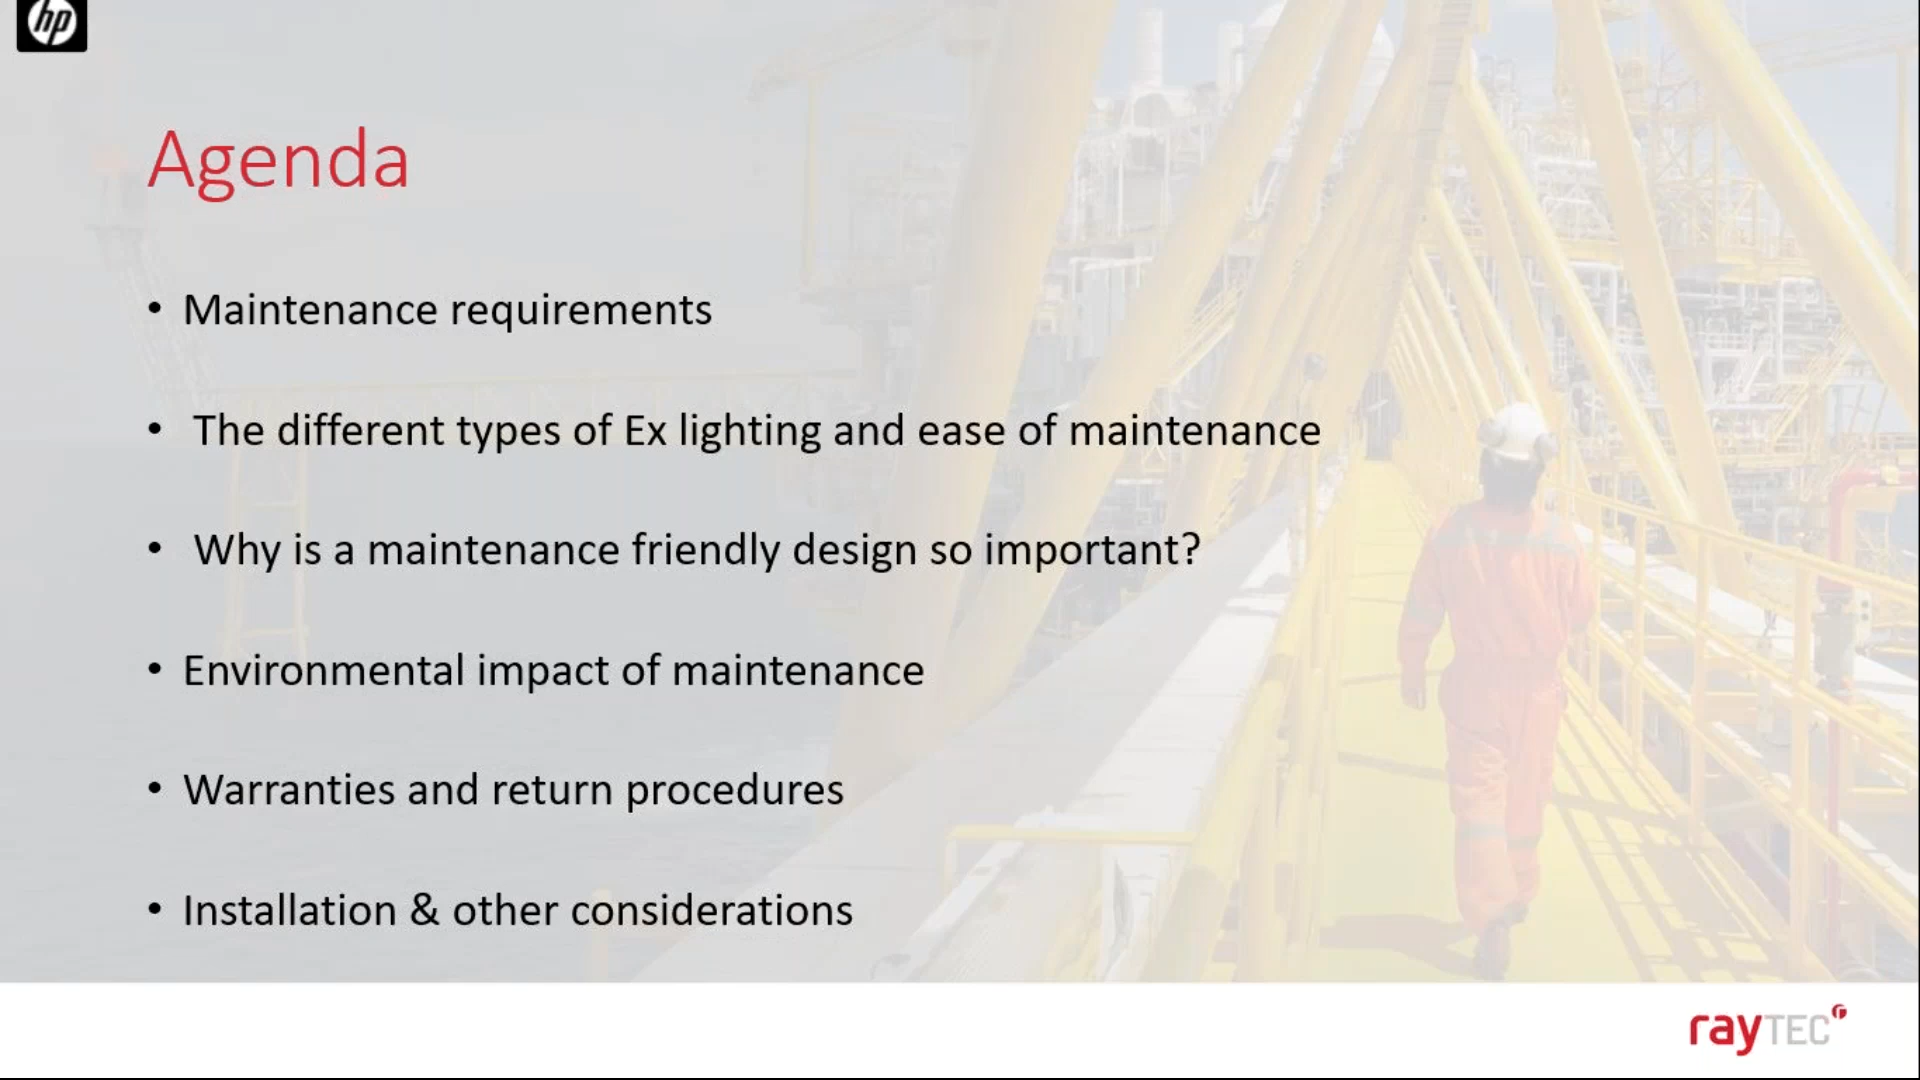 hp
Agenda
• Maintenance requirements
• The different types of Ex lighting and ease of maintenance
• Why is a maintenance friendly design so important?
• Environmental impact of maintenance
• Warranties and return procedures
• Installation & other considerations
rayTEC r